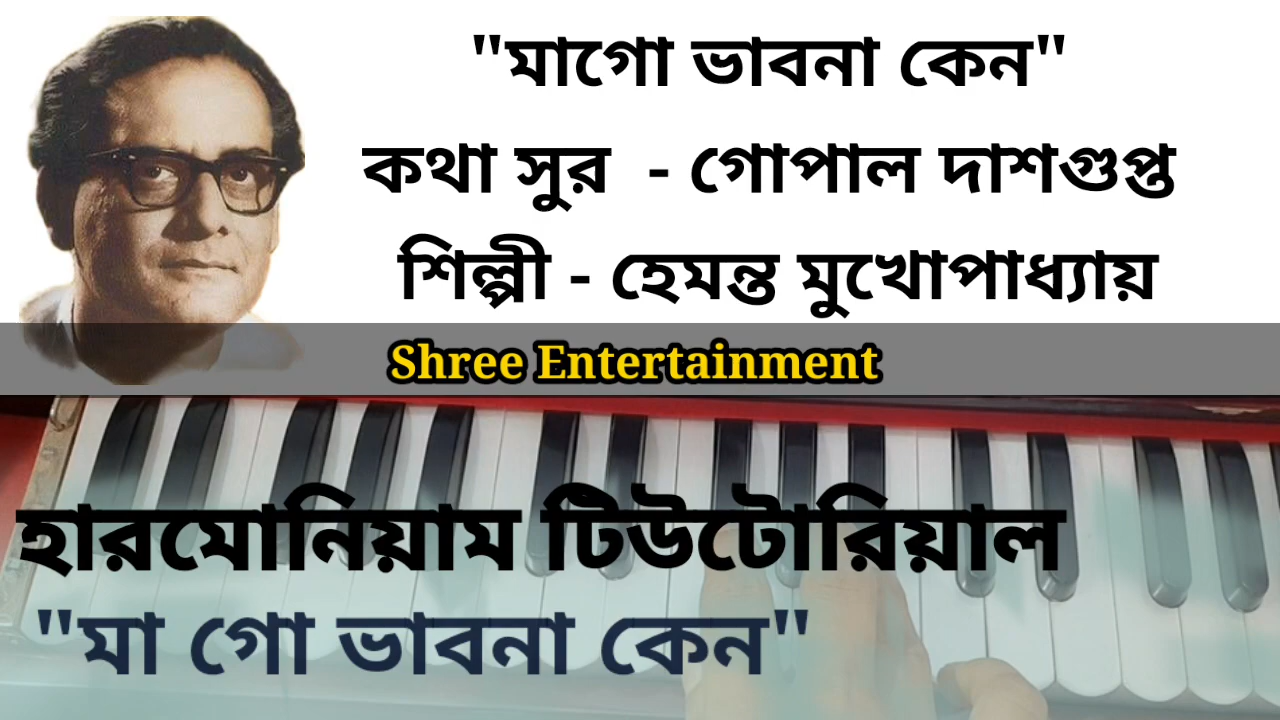 "মাগো ভাবনা কেন"
কথা সুর - গোপাল দাশগুপ্ত
শিল্পী - হেমন্ত মুখোপাধ্যায়
Shree Entertainment
হারমোনিয়াম টিউটোরিয়াল
"মা গো ভাবনা কেন"